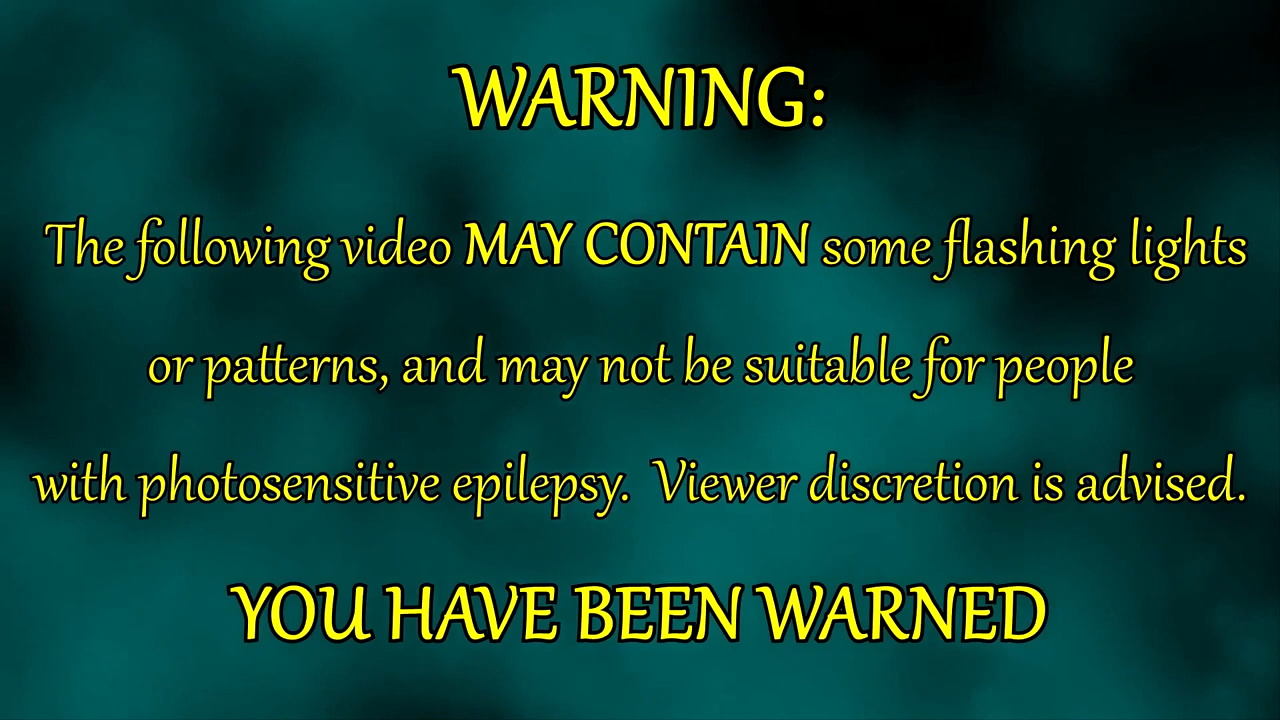 WARNING:
The following video MAY CONTAIN some flashing lights
or patterns, and may not be suitable for people
with photosensitive epilepsy.  Viewer discretion is advised.
YOU HAVE BEEN WARNED